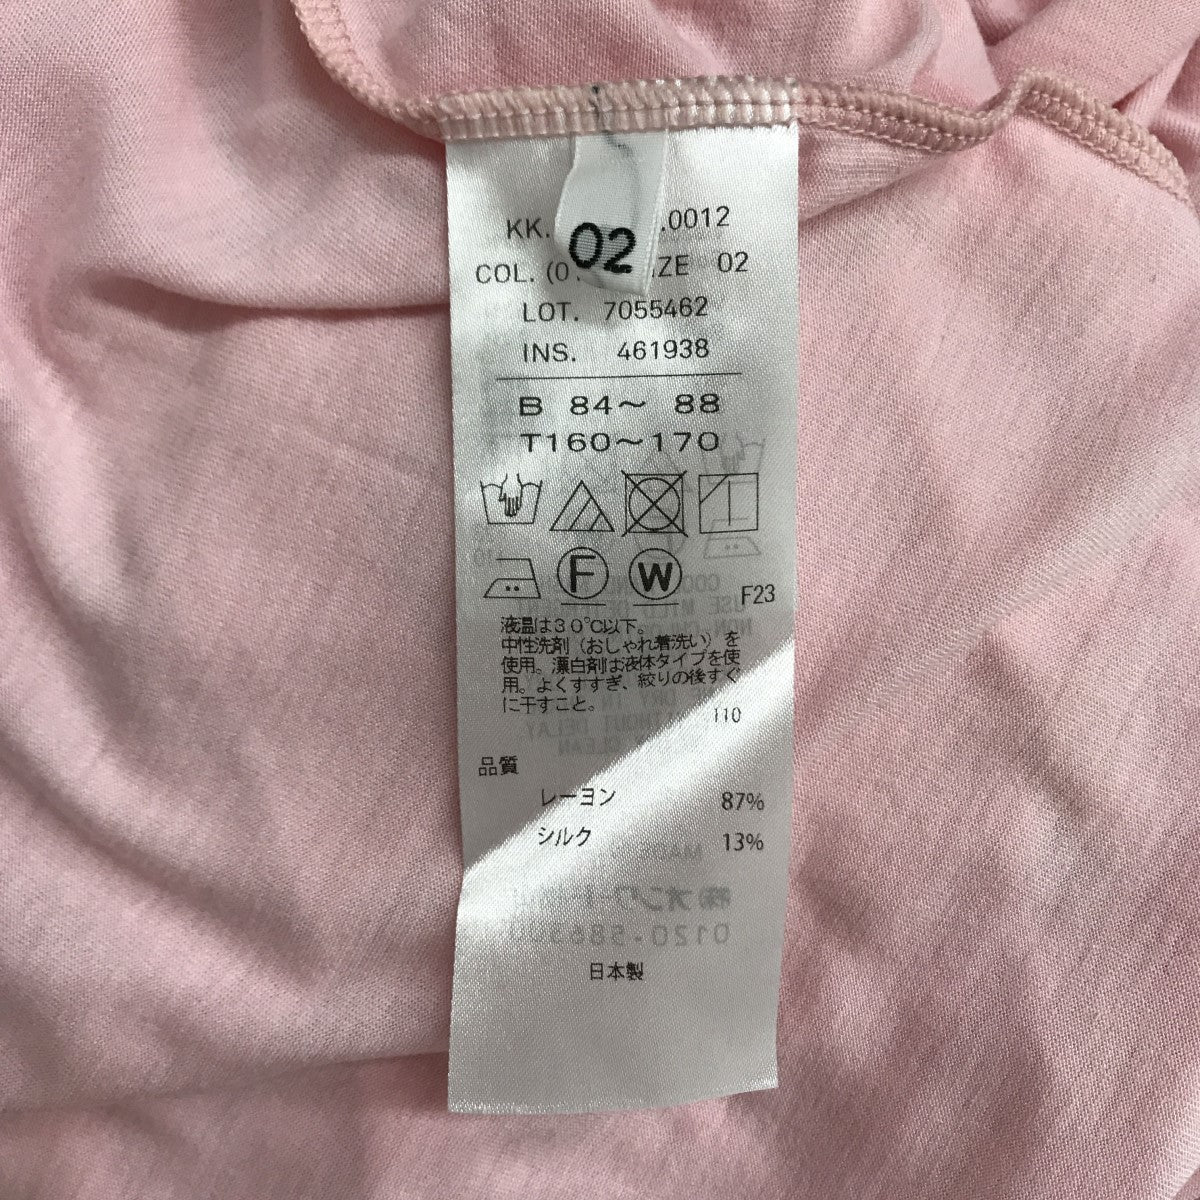 KK. .0012
02
COL. (0 ZE 02
LOT. 7055462
INS. 461938
B 84～ 88
T160～170
F W
F23
液温は30℃以下。
中性洗剤（おしゃれ着洗い）を
使用。漂白剤は液体タイプを使
用。よくすすぎ、絞りの後すぐ
に干すこと。
110
品質
レーヨン 87%
シルク 13%
0120-586300
日本製